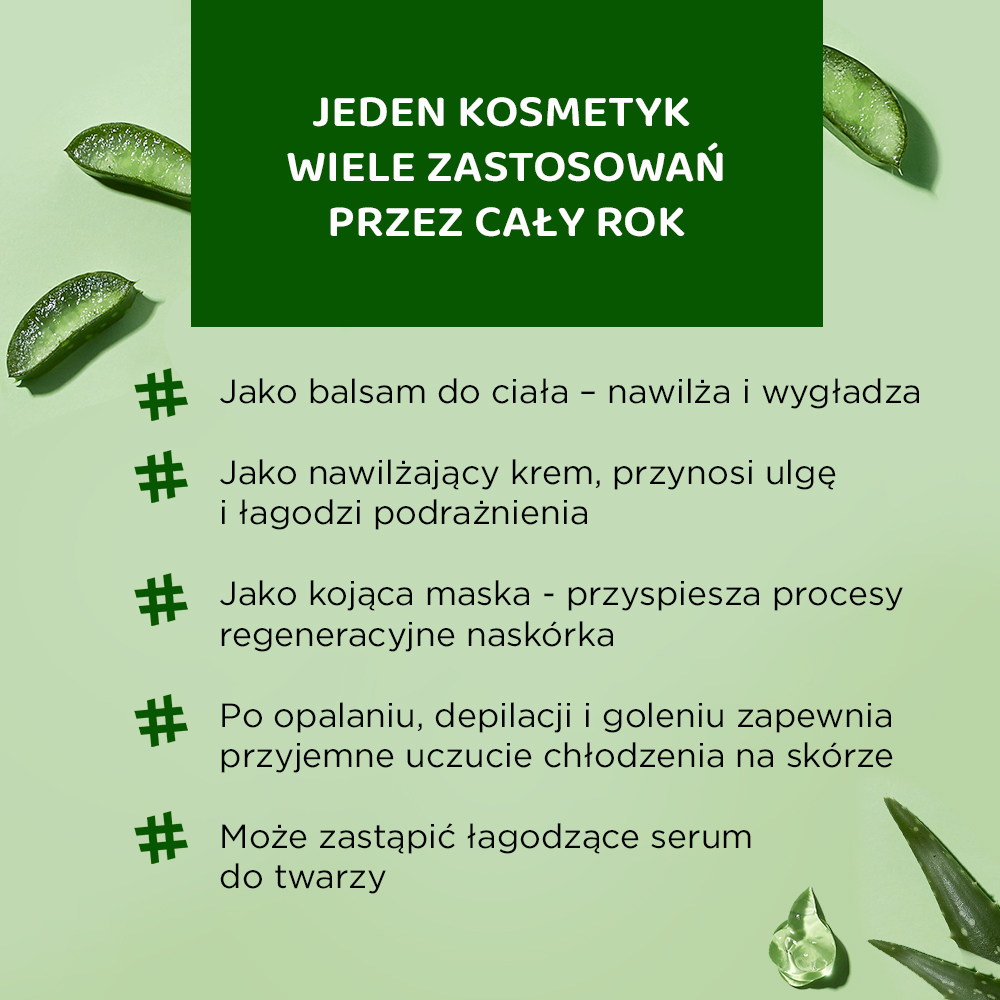 JEDEN KOSMETYK
WIELE ZASTOSOWAŃ
PRZEZ CAŁY ROK
# Jako balsam do ciała – nawilża i wygładza
# Jako nawilżający krem, przynosi ulgę
i łagodzi podrażnienia
# Jako kojąca maska - przyspiesza procesy
regeneracyjne naskórka
# Po opalaniu, depilacji i goleniu zapewnia
przyjemne uczucie chłodzenia na skórze
# Może zastąpić łagodzące serum
do twarzy